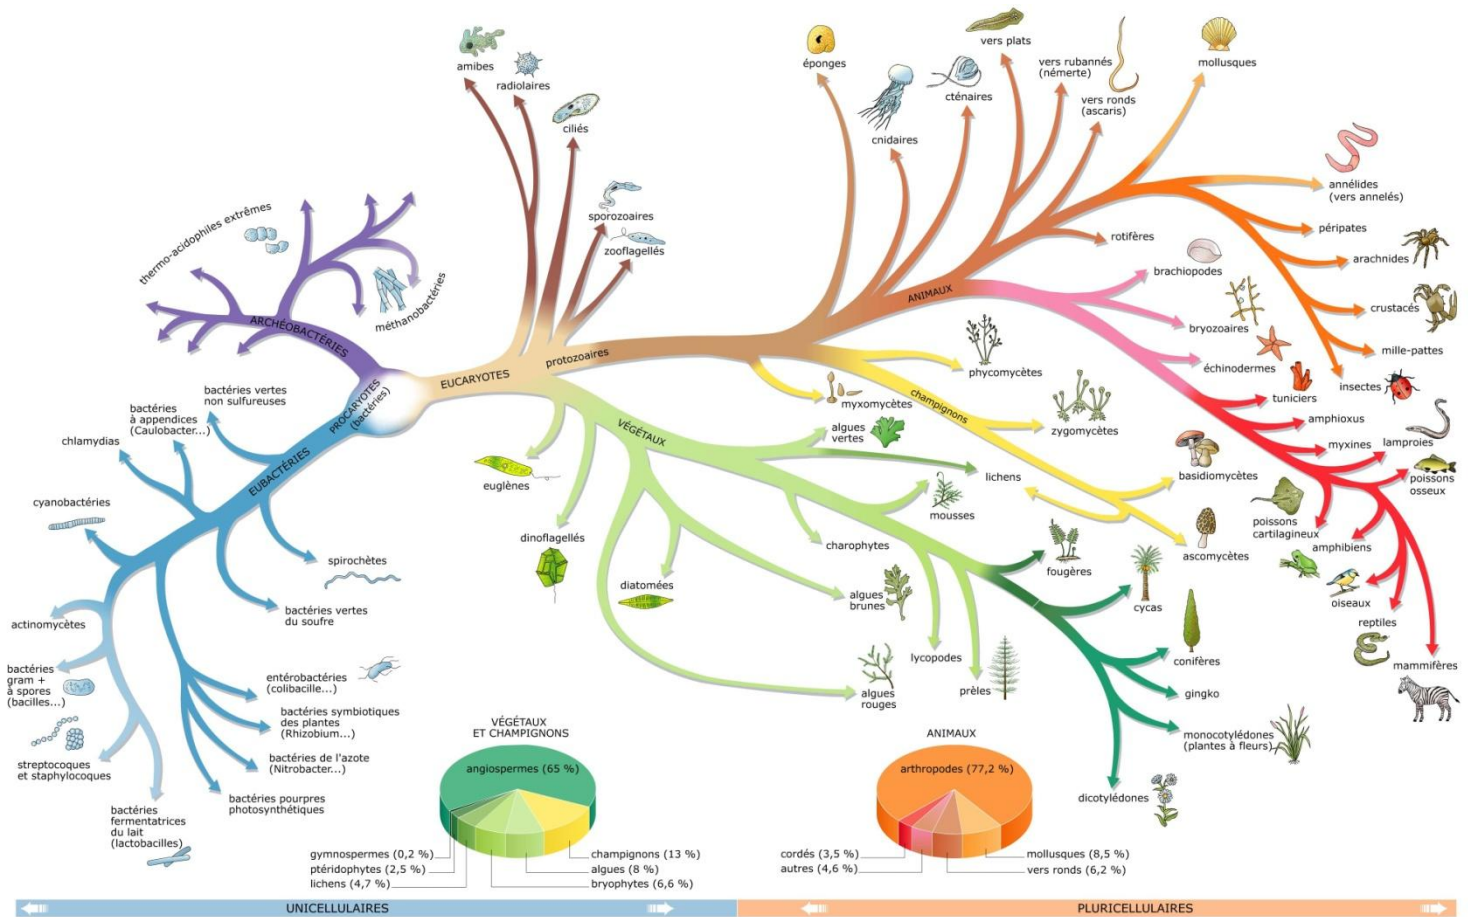 amibes
radiolaires
ciliés
sporozoaires
zooflagellés
éponges
cnidaires
cténaires
vers plats
vers rubannés
(némerte)
vers ronds
(ascaris)
mollusques
annélides
(vers annelés)
péripates
arachnides
crustacés
mille-pattes
insectes
rotifères
brachiopodes
bryozoaires
échinodermes
tuniciers
amphioxus
myxines
lamproies
poissons
osseux
poissons
cartilagineux
amphibiens
oiseaux
reptiles
mammifères
thermo-acidophiles extrêmes
méthanobactéries
ARCHÉOBACTÉRIES
PROCARYOTES
(bactéries)
EUCARYOTES
protozoaires
ANIMAUX
phycomycètes
myxomycètes
champignons
zygomycètes
basidiomycètes
ascomycètes
lichens
VÉGÉTAUX
algues
vertes
mousses
charophytes
fougères
cycas
conifères
gingko
monocotylédones
(plantes à fleurs)
dicotylédones
prèles
lycopodes
algues
brunes
algues
rouges
diatomées
dinoflagellés
euglènes
EUBACTÉRIES
bactéries vertes
non sulfureuses
bactéries
à appendices
(Caulobacter...)
chlamydias
cyanobactéries
spirochètes
bactéries vertes
du soufre
actinomycètes
bactéries
gram +
à spores
(bacilles...)
streptocoques
et staphylocoques
bactéries
fermentatrices
du lait
(lactobacilles)
entérobactéries
(colibacille...)
bactéries symbiotiques
des plantes
(Rhizobium...)
bactéries de l'azote
(Nitrobacter...)
bactéries pourpres
photosynthétiques
VÉGÉTAUX
ET CHAMPIGNONS
angiospermes (65 %)
gymnospermes (0,2 %)
ptéridophytes (2,5 %)
lichens (4,7 %)
champignons (13 %)
algues (8 %)
bryophytes (6,6 %)
ANIMAUX
arthropodes (77,2 %)
cordés (3,5 %)
autres (4,6 %)
mollusques (8,5 %)
vers ronds (6,2 %)
UNICELLULAIRES
PLURICELLULAIRES